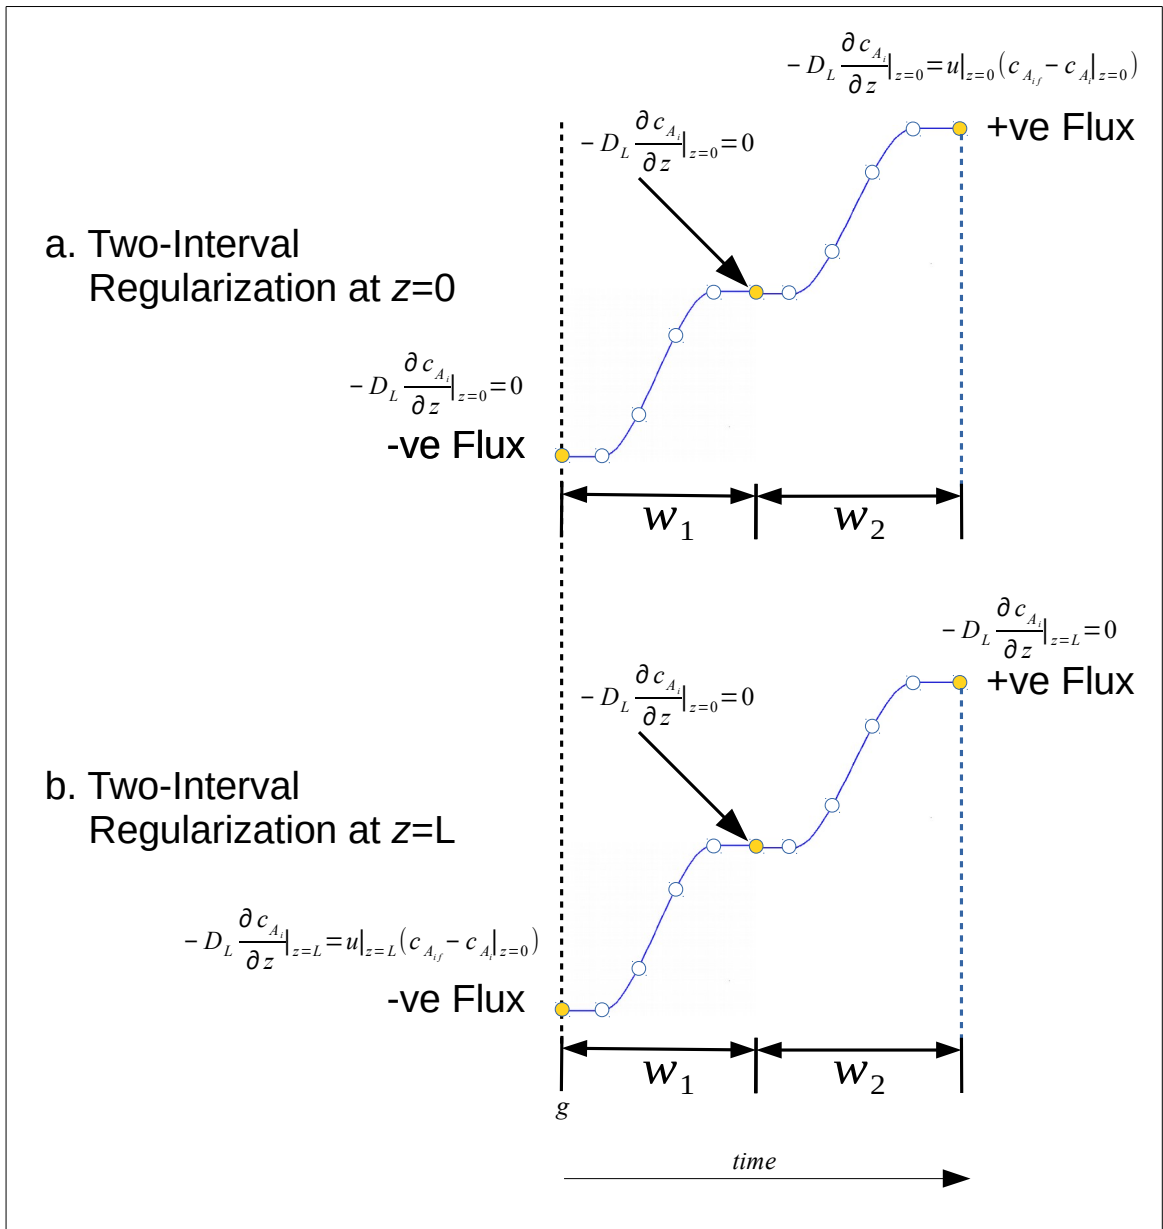 − D_L ∂c_{A_i}/∂z|_{z=0} = u|_{z=0}(c_{A_{if}} − c_{A_i}|_{z=0})
+ve Flux
− D_L ∂c_{A_i}/∂z|_{z=0} = 0
a. Two-Interval
Regularization at z=0
− D_L ∂c_{A_i}/∂z|_{z=0} = 0
-ve Flux
w_1
w_2
− D_L ∂c_{A_i}/∂z|_{z=L} = 0
+ve Flux
− D_L ∂c_{A_i}/∂z|_{z=0} = 0
b. Two-Interval
Regularization at z=L
− D_L ∂c_{A_i}/∂z|_{z=L} = u|_{z=L}(c_{A_{if}} − c_{A_i}|_{z=0})
-ve Flux
w_1
w_2
g
time